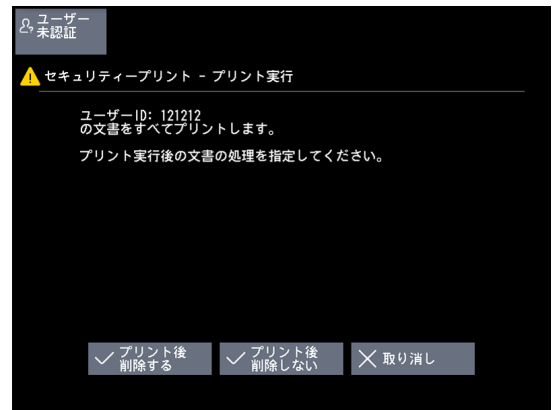 ユーザー
未認証
セキュリティープリント - プリント実行
ユーザーID: 121212
の文書をすべてプリントします。
プリント実行後の文書の処理を指定してください。
プリント後
削除する
プリント後
削除しない
取り消し